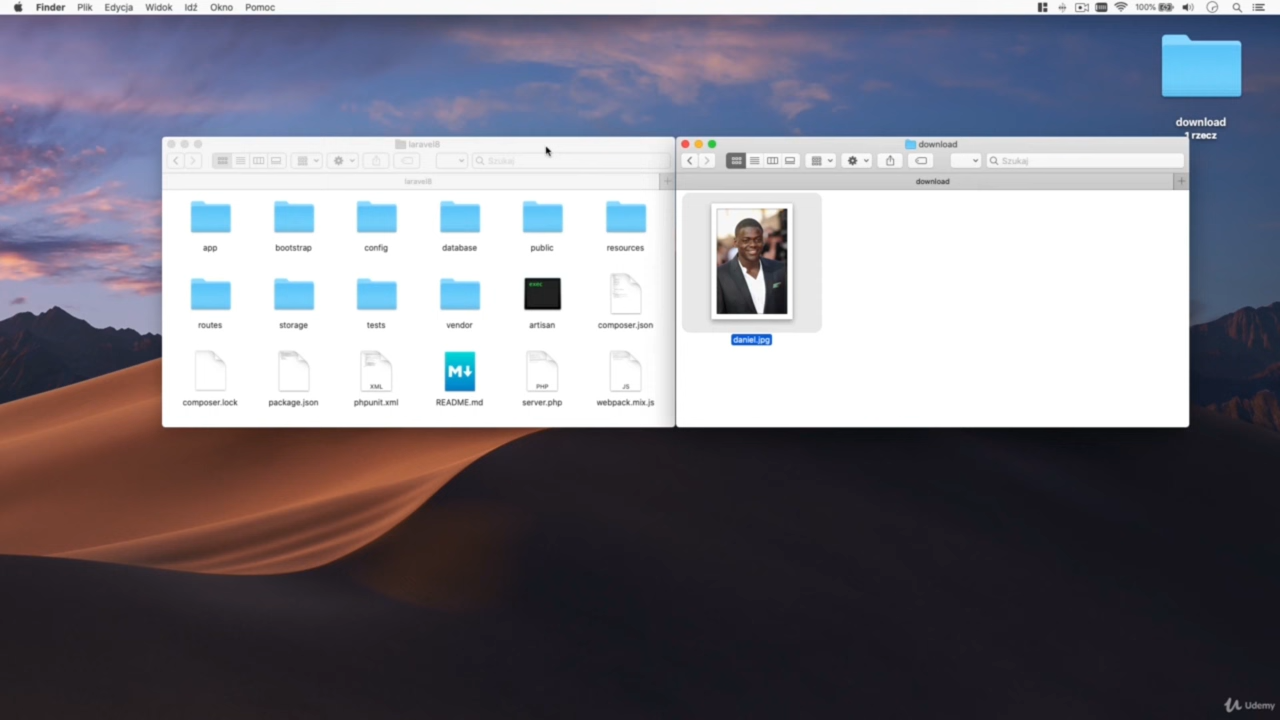 Finder Plik Edycja Widok Idź Okno Pomoc 100%
download
1 rzecz
laravel8
Szukaj
laravel8
download
Szukaj
download
app bootstrap config database public resources
EXEC
routes storage tests vendor artisan composer.json
XML M PHP JS
composer.lock package.json phpunit.xml README.md server.php webpack.mix.js
daniel.jpg
Udemy